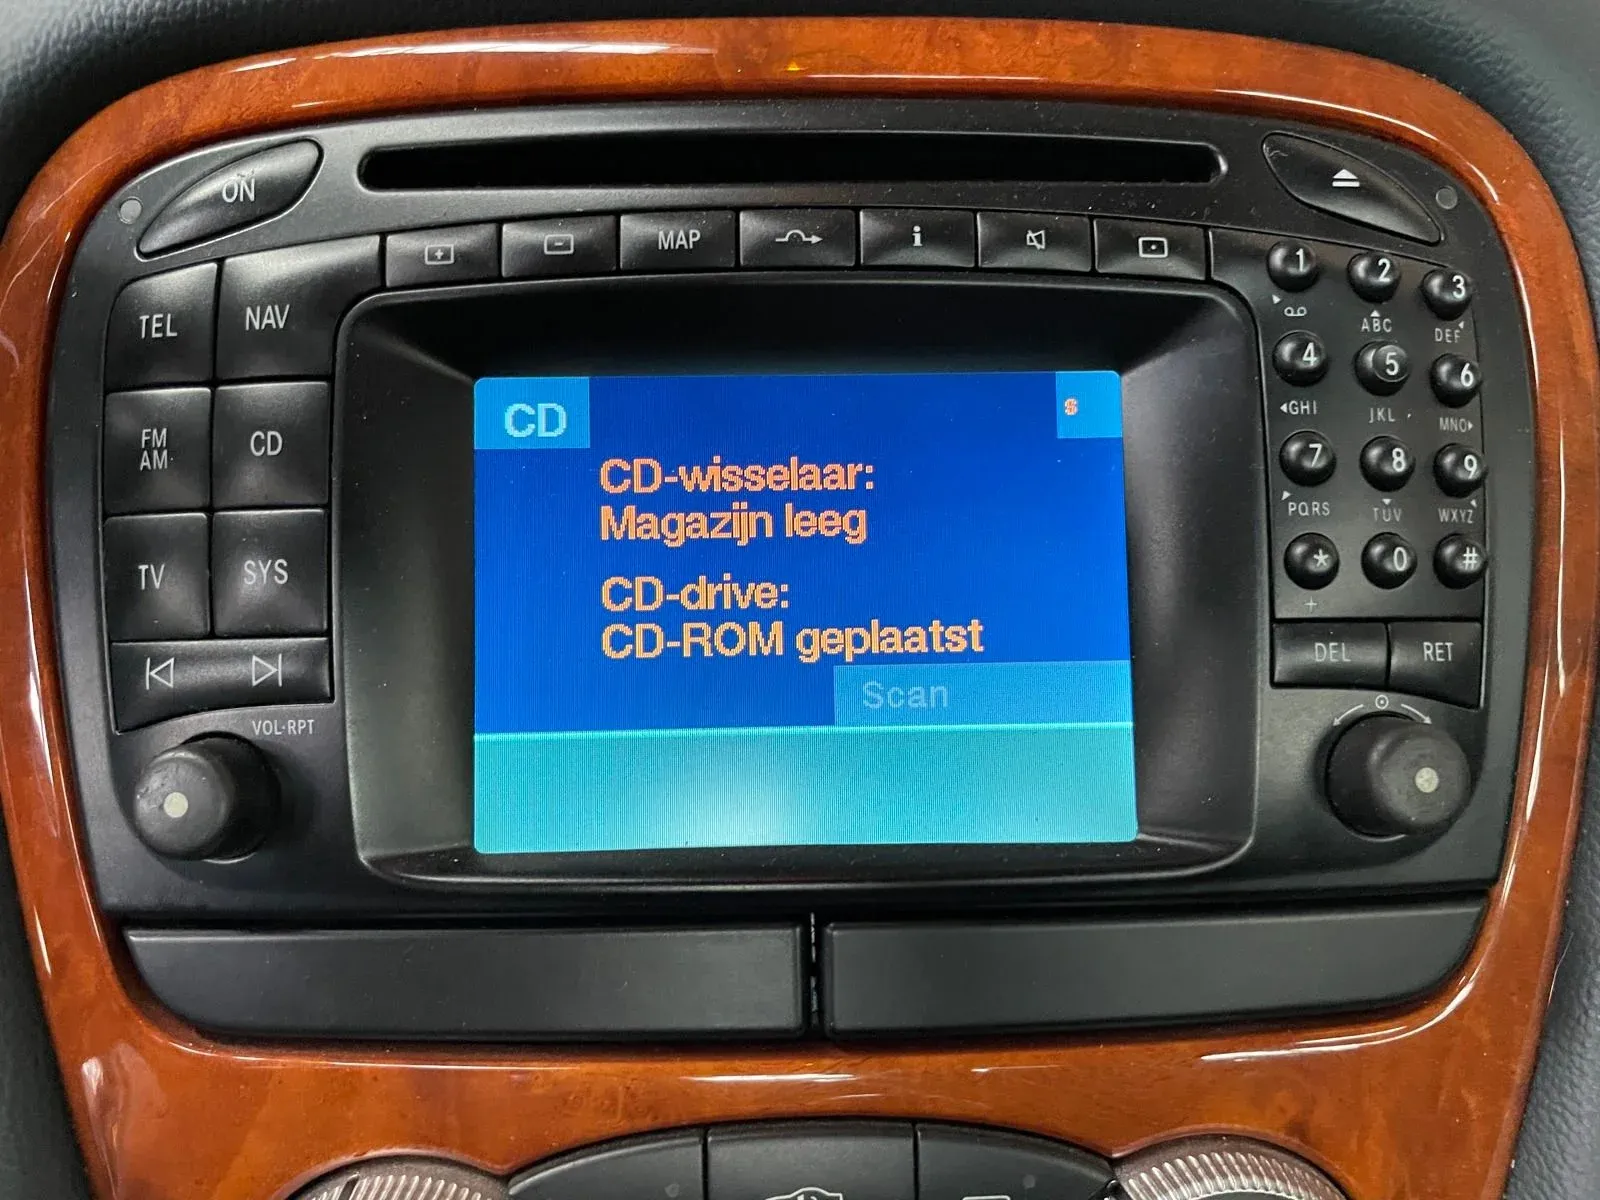 ON
MAP
i
TEL
NAV
FM
AM
CD
TV
SYS
VOL·RPT
CD
s
CD-wisselaar:
Magazijn leeg
CD-drive:
CD-ROM geplaatst
Scan
1
2
3
ABC
DEF
4
5
6
GHI
JKL
MNO
7
8
9
PQRS
TUV
WXYZ
*
0
#
+
DEL
RET